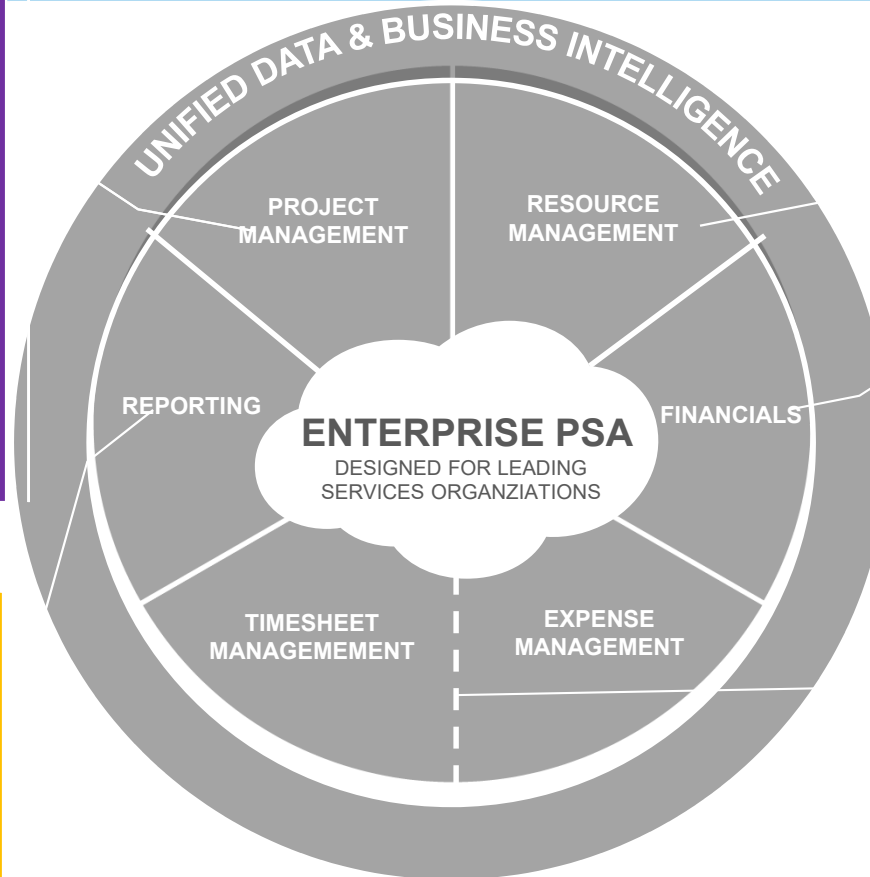 UNIFIED DATA & BUSINESS INTELLIGENCE
PROJECT
MANAGEMENT
RESOURCE
MANAGEMENT
REPORTING
FINANCIALS
ENTERPRISE PSA
DESIGNED FOR LEADING
SERVICES ORGANZIATIONS
TIMESHEET
MANAGEMEMENT
EXPENSE
MANAGEMENT